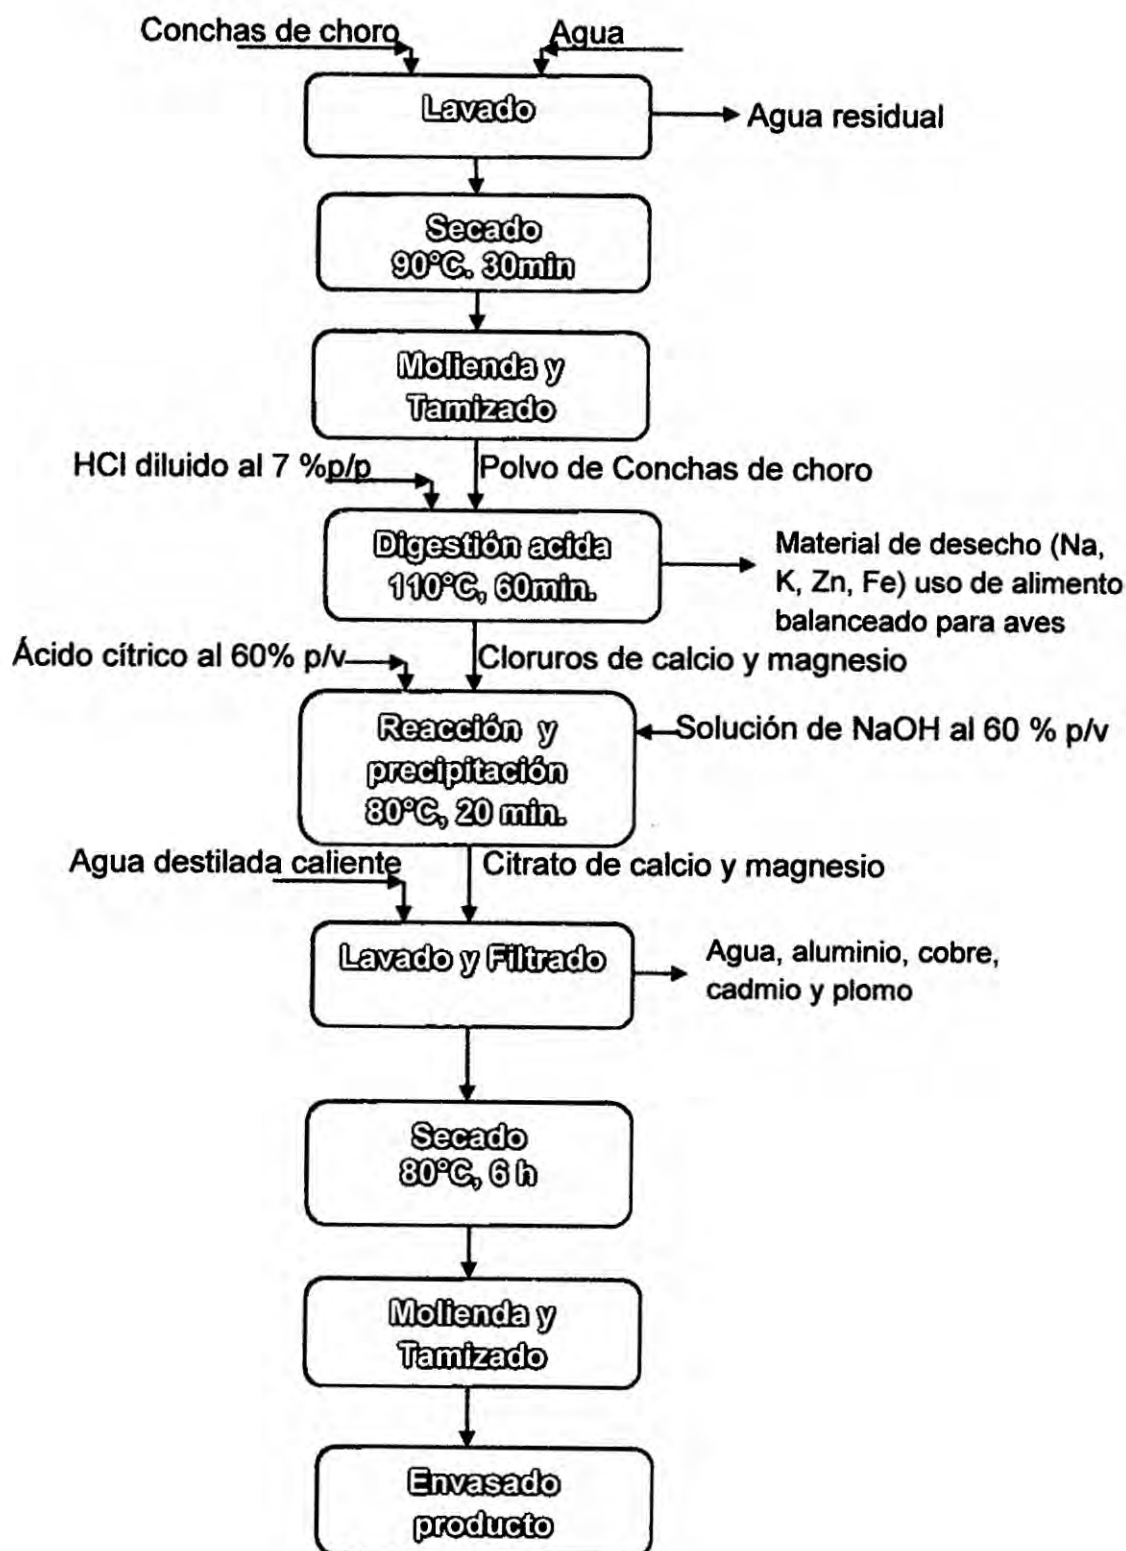 Conchas de choro
Agua
Lavado
Agua residual
Secado
90°C. 30min
Molienda y
Tamizado
HCl diluido al 7 %p/p
Polvo de Conchas de choro
Digestión acida
110°C, 60min.
Material de desecho (Na,
K, Zn, Fe) uso de alimento
balanceado para aves
Ácido cítrico al 60% p/v
Cloruros de calcio y magnesio
Reacción y
precipitación
80°C, 20 min.
Solución de NaOH al 60 % p/v
Agua destilada caliente
Citrato de calcio y magnesio
Lavado y Filtrado
Agua, aluminio, cobre,
cadmio y plomo
Secado
80°C, 6 h
Molienda y
Tamizado
Envasado
producto